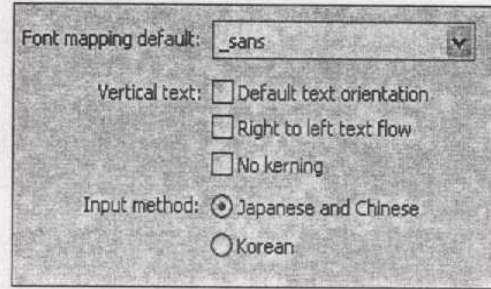 Font mapping default: _sans
Vertical text: Default text orientation
Right to left text flow
No kerning
Input method: Japanese and Chinese
Korean